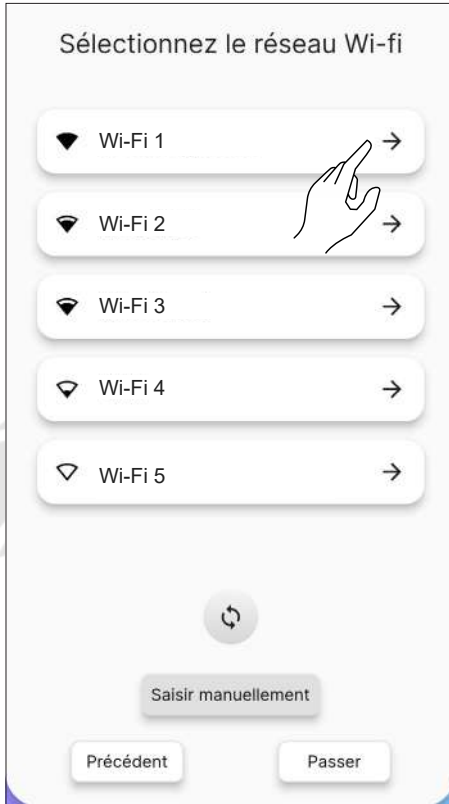 Sélectionnez le réseau Wi-fi
Wi-Fi 1
Wi-Fi 2
Wi-Fi 3
Wi-Fi 4
Wi-Fi 5
Saisir manuellement
Précédent
Passer